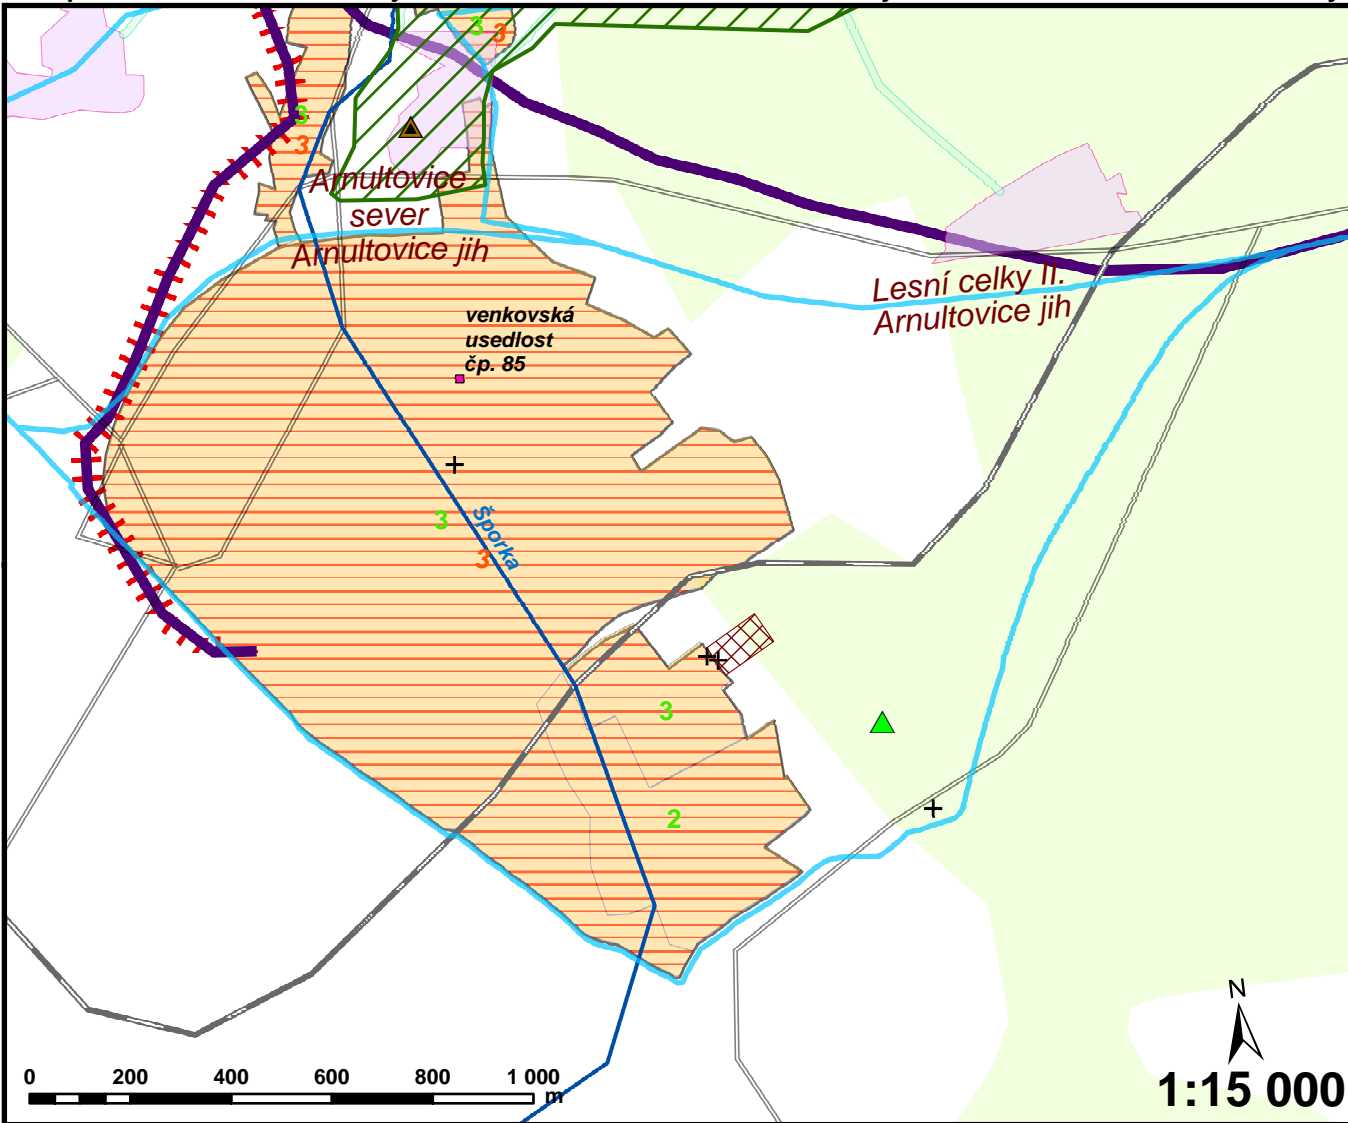 3
3
3
3
Arnultovice
sever
Arnultovice jih
Lesní celky II.
Arnultovice jih
venkovská
usedlost
čp. 85
3
Šporka
3
3
2
N
0 200 400 600 800 1 000
m
1:15 000